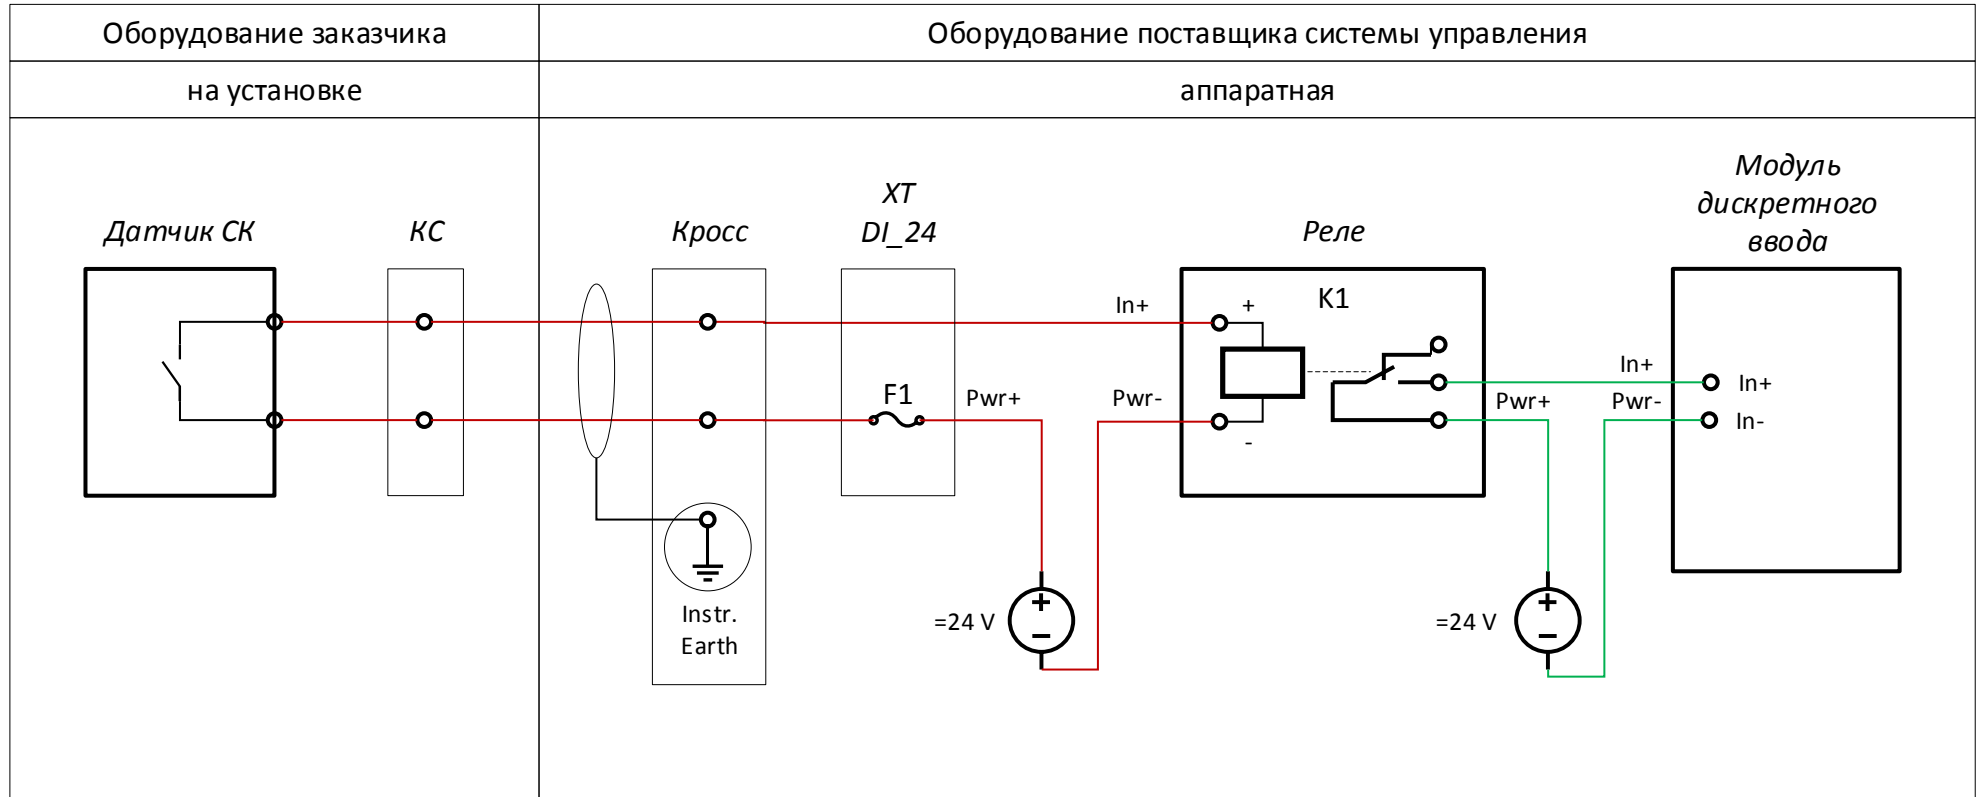 Оборудование заказчика
Оборудование поставщика системы управления
на установке
аппаратная
Датчик СК
КС
Кросс
XT
DI_24
Реле
Модуль
дискретного
ввода
In+
+
K1
F1
Pwr+
Pwr-
-
In+
In+
Pwr+
Pwr-
In-
Instr.
Earth
=24 V
+
−
=24 V
+
−